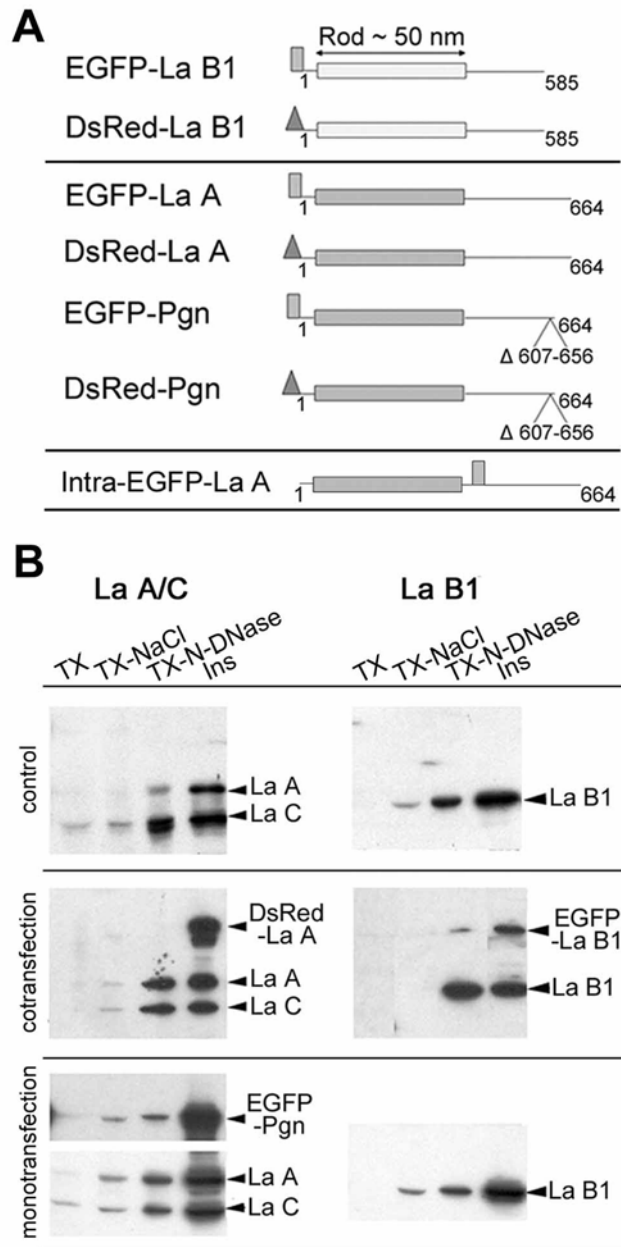 A
Rod ~ 50 nm
EGFP-La B1
1
585
DsRed-La B1
1
585
EGFP-La A
1
664
DsRed-La A
1
664
EGFP-Pgn
1
664
Δ 607-656
DsRed-Pgn
1
664
Δ 607-656
Intra-EGFP-La A
1
664
B
La A/C
La B1
TX
TX-NaCl
TX-N-DNase
Ins
TX
TX-NaCl
TX-N-DNase
Ins
control
La A
La C
La B1
cotransfection
DsRed
-La A
La A
La C
EGFP
-La B1
La B1
monotransfection
EGFP
-Pgn
La A
La C
La B1